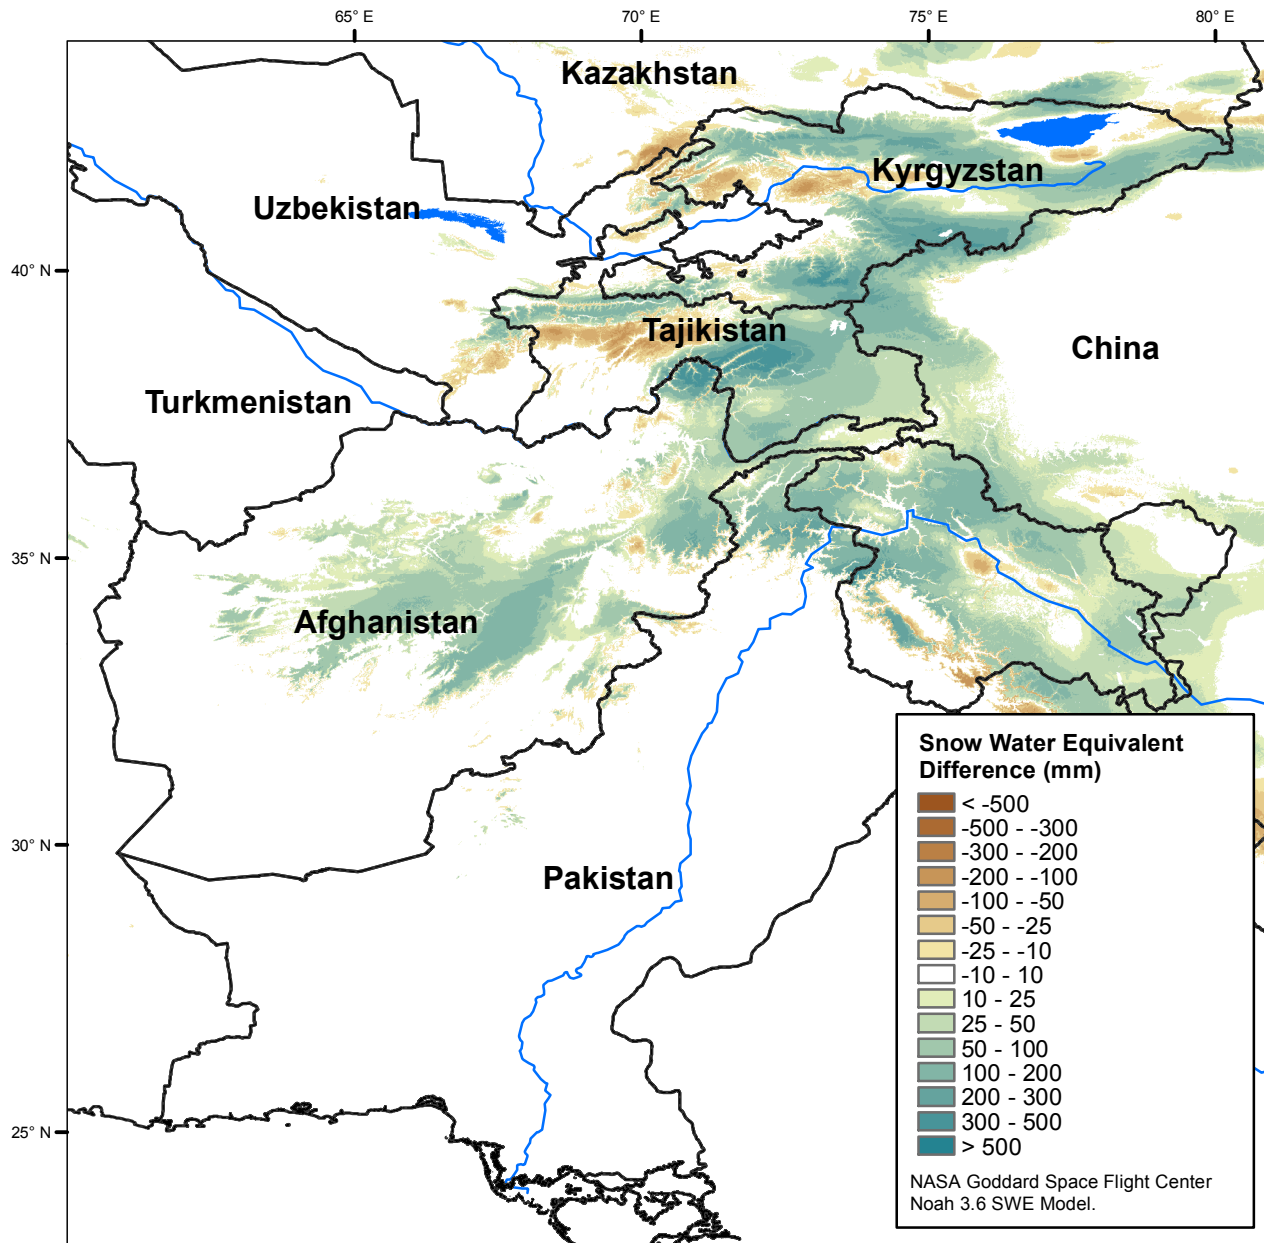 65° E
70° E
75° E
80° E
Kazakhstan
Kyrgyzstan
Uzbekistan
40° N
Tajikistan
China
Turkmenistan
35° N
Afghanistan
Snow Water Equivalent
Difference (mm)
< -500
-500 - -300
-300 - -200
-200 - -100
-100 - -50
-50 - -25
-25 - -10
-10 - 10
10 - 25
25 - 50
50 - 100
100 - 200
200 - 300
300 - 500
> 500
30° N
Pakistan
25° N
NASA Goddard Space Flight Center
Noah 3.6 SWE Model.